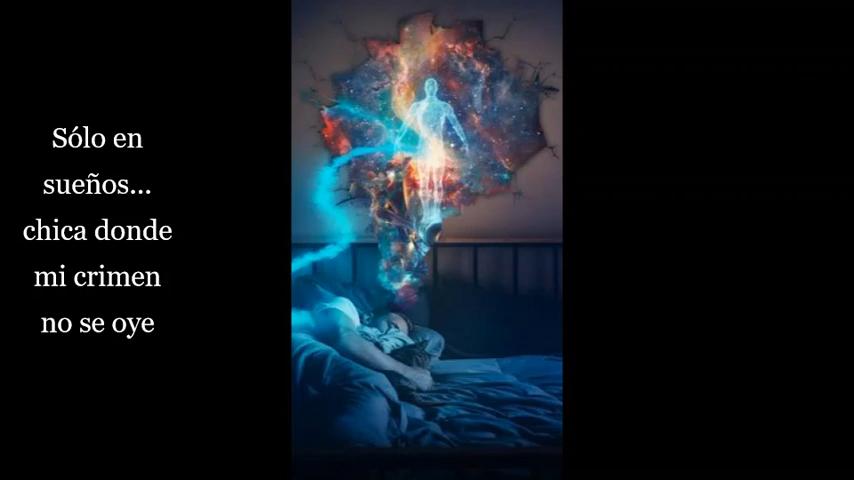 Sólo en
sueños...
chica donde
mi crimen
no se oye